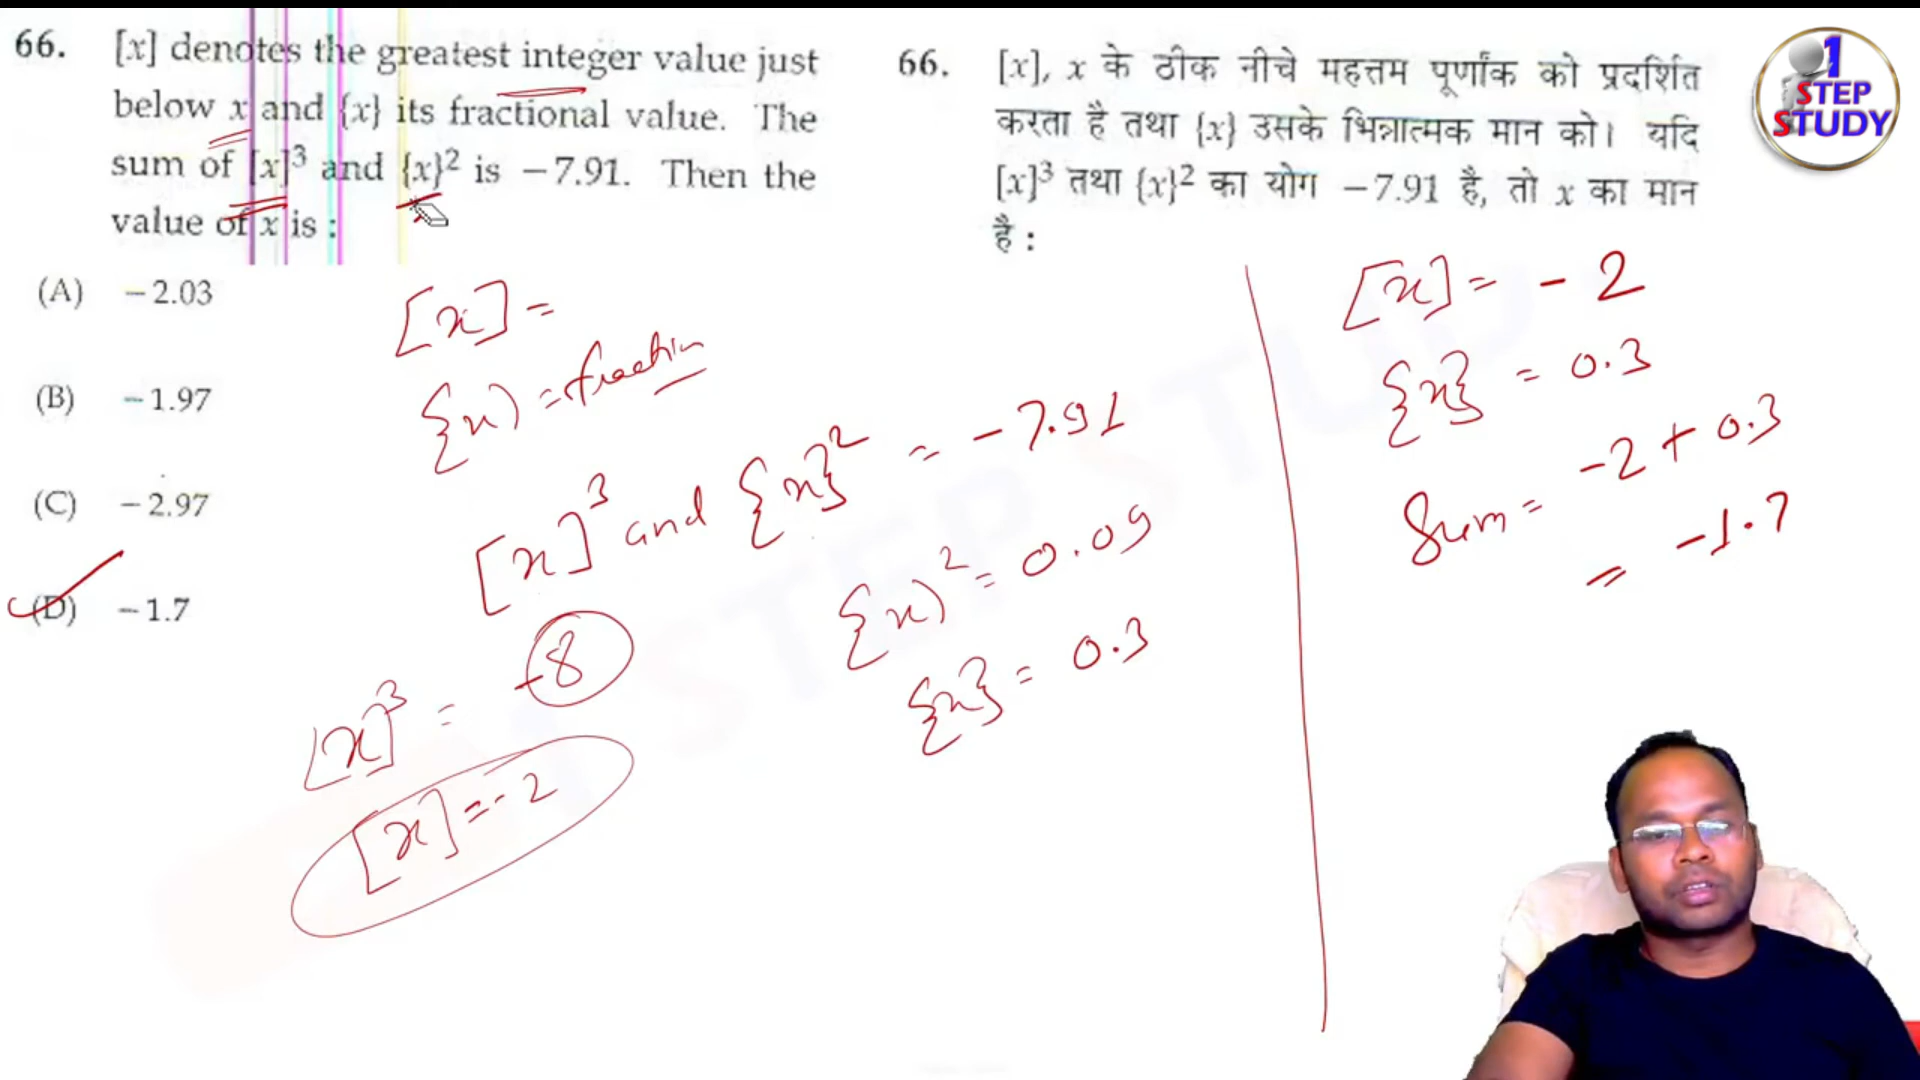 66. [x] denotes the greatest integer value just
below x and {x} its fractional value. The
sum of [x]³ and {x}² is −7.91. Then the
value of x is :
(A) −2.03
(B) −1.97
(C) −2.97
(D) −1.7
66. [x], x के ठीक नीचे महत्तम पूर्णांक को प्रदर्शित
करता है तथा {x} उसके भिन्नात्मक मान को। यदि
[x]³ तथा {x}² का योग −7.91 है, तो x का मान
है :
1
STEP
STUDY
[x] =
{x) = fraction
[x]³ and {x}² = −7.91
[x]³ = −8
[x] = −2
{x)² = 0.09
{x} = 0.3
[x] = −2
{x} = 0.3
Sum = −2 + 0.3
= −1.7